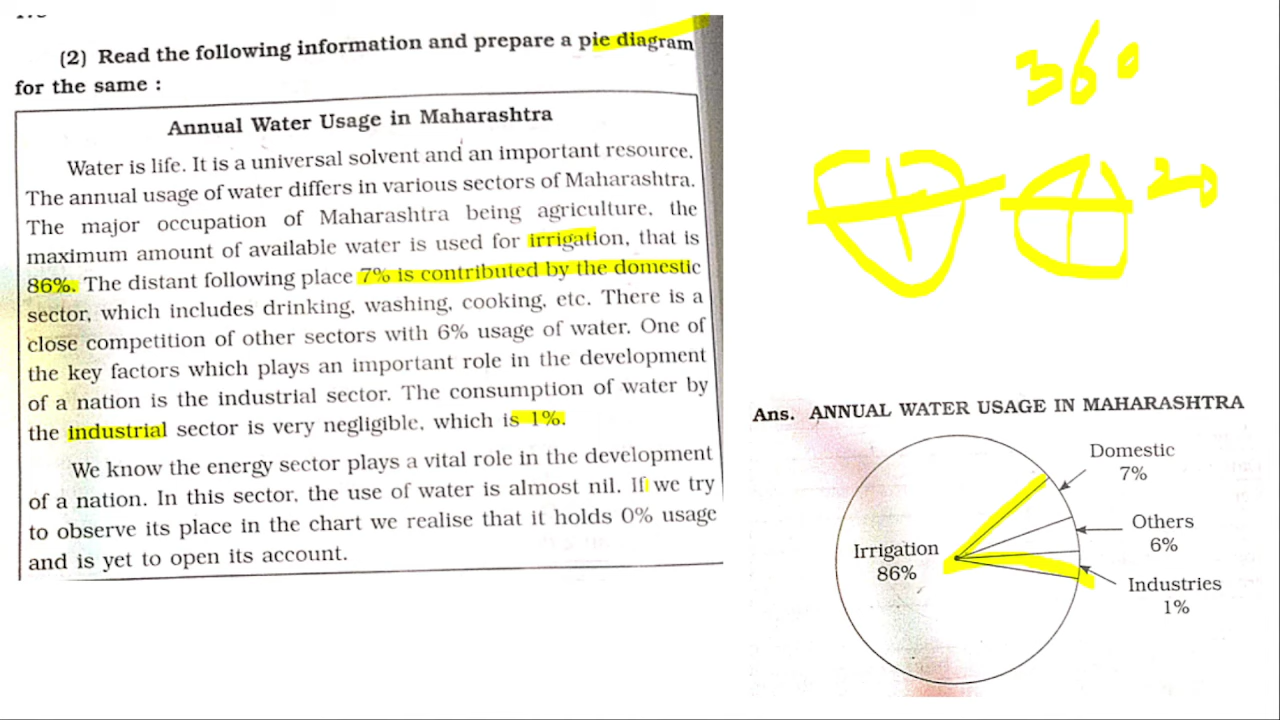 (2) Read the following information and prepare a pie diagram
for the same :
Annual Water Usage in Maharashtra
Water is life. It is a universal solvent and an important resource.
The annual usage of water differs in various sectors of Maharashtra.
The major occupation of Maharashtra being agriculture, the
maximum amount of available water is used for irrigation, that is
86%. The distant following place 7% is contributed by the domestic
sector, which includes drinking, washing, cooking, etc. There is a
close competition of other sectors with 6% usage of water. One of
the key factors which plays an important role in the development
of a nation is the industrial sector. The consumption of water by
the industrial sector is very negligible, which is 1%.
We know the energy sector plays a vital role in the development
of a nation. In this sector, the use of water is almost nil. If we try
to observe its place in the chart we realise that it holds 0% usage
and is yet to open its account.
360
20
Ans. ANNUAL WATER USAGE IN MAHARASHTRA
Domestic
7%
Others
6%
Irrigation
86%
Industries
1%